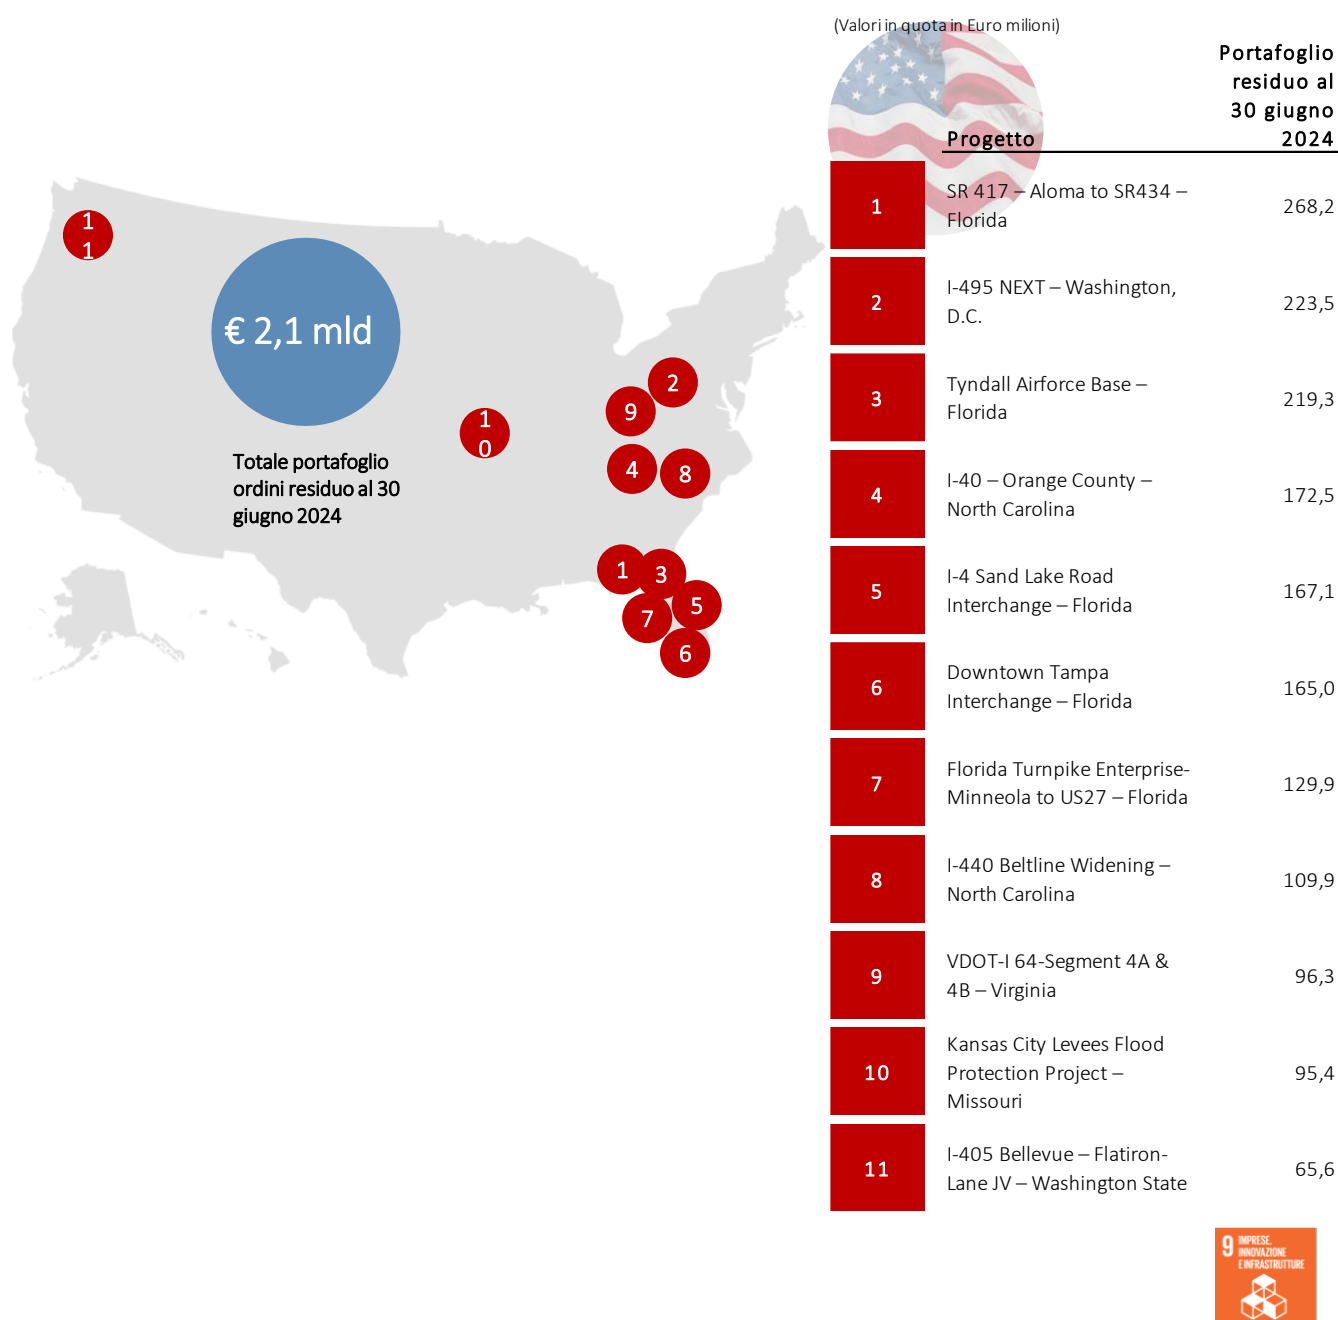 (Valori in quota in Euro milioni)
Portafoglio
residuo al
30 giugno
Progetto 2024
1 SR 417 – Aloma to SR434 –
Florida 268,2
2 I-495 NEXT – Washington,
D.C. 223,5
3 Tyndall Airforce Base –
Florida 219,3
4 I-40 – Orange County –
North Carolina 172,5
5 I-4 Sand Lake Road
Interchange – Florida 167,1
6 Downtown Tampa
Interchange – Florida 165,0
7 Florida Turnpike Enterprise-
Minneola to US27 – Florida 129,9
8 I-440 Beltline Widening –
North Carolina 109,9
9 VDOT-I 64-Segment 4A &
4B – Virginia 96,3
10 Kansas City Levees Flood
Protection Project –
Missouri 95,4
11 I-405 Bellevue – Flatiron-
Lane JV – Washington State 65,6
1
1
€ 2,1 mld
Totale portafoglio
ordini residuo al 30
giugno 2024
1
0
2
9
4
8
1
3
5
7
6
9 IMPRESE,
INNOVAZIONE
E INFRASTRUTTURE